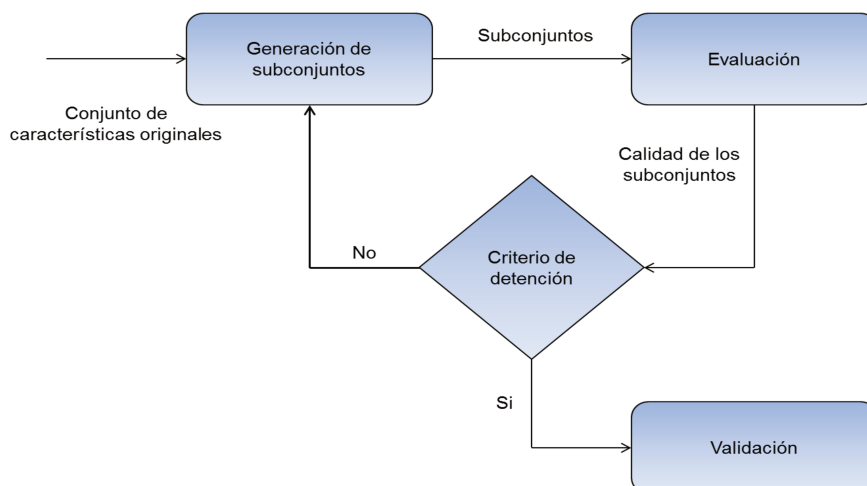 Generación de
subconjuntos
Subconjuntos
Evaluación
Conjunto de
características originales
Calidad de los
subconjuntos
No
Criterio de
detención
Si
Validación